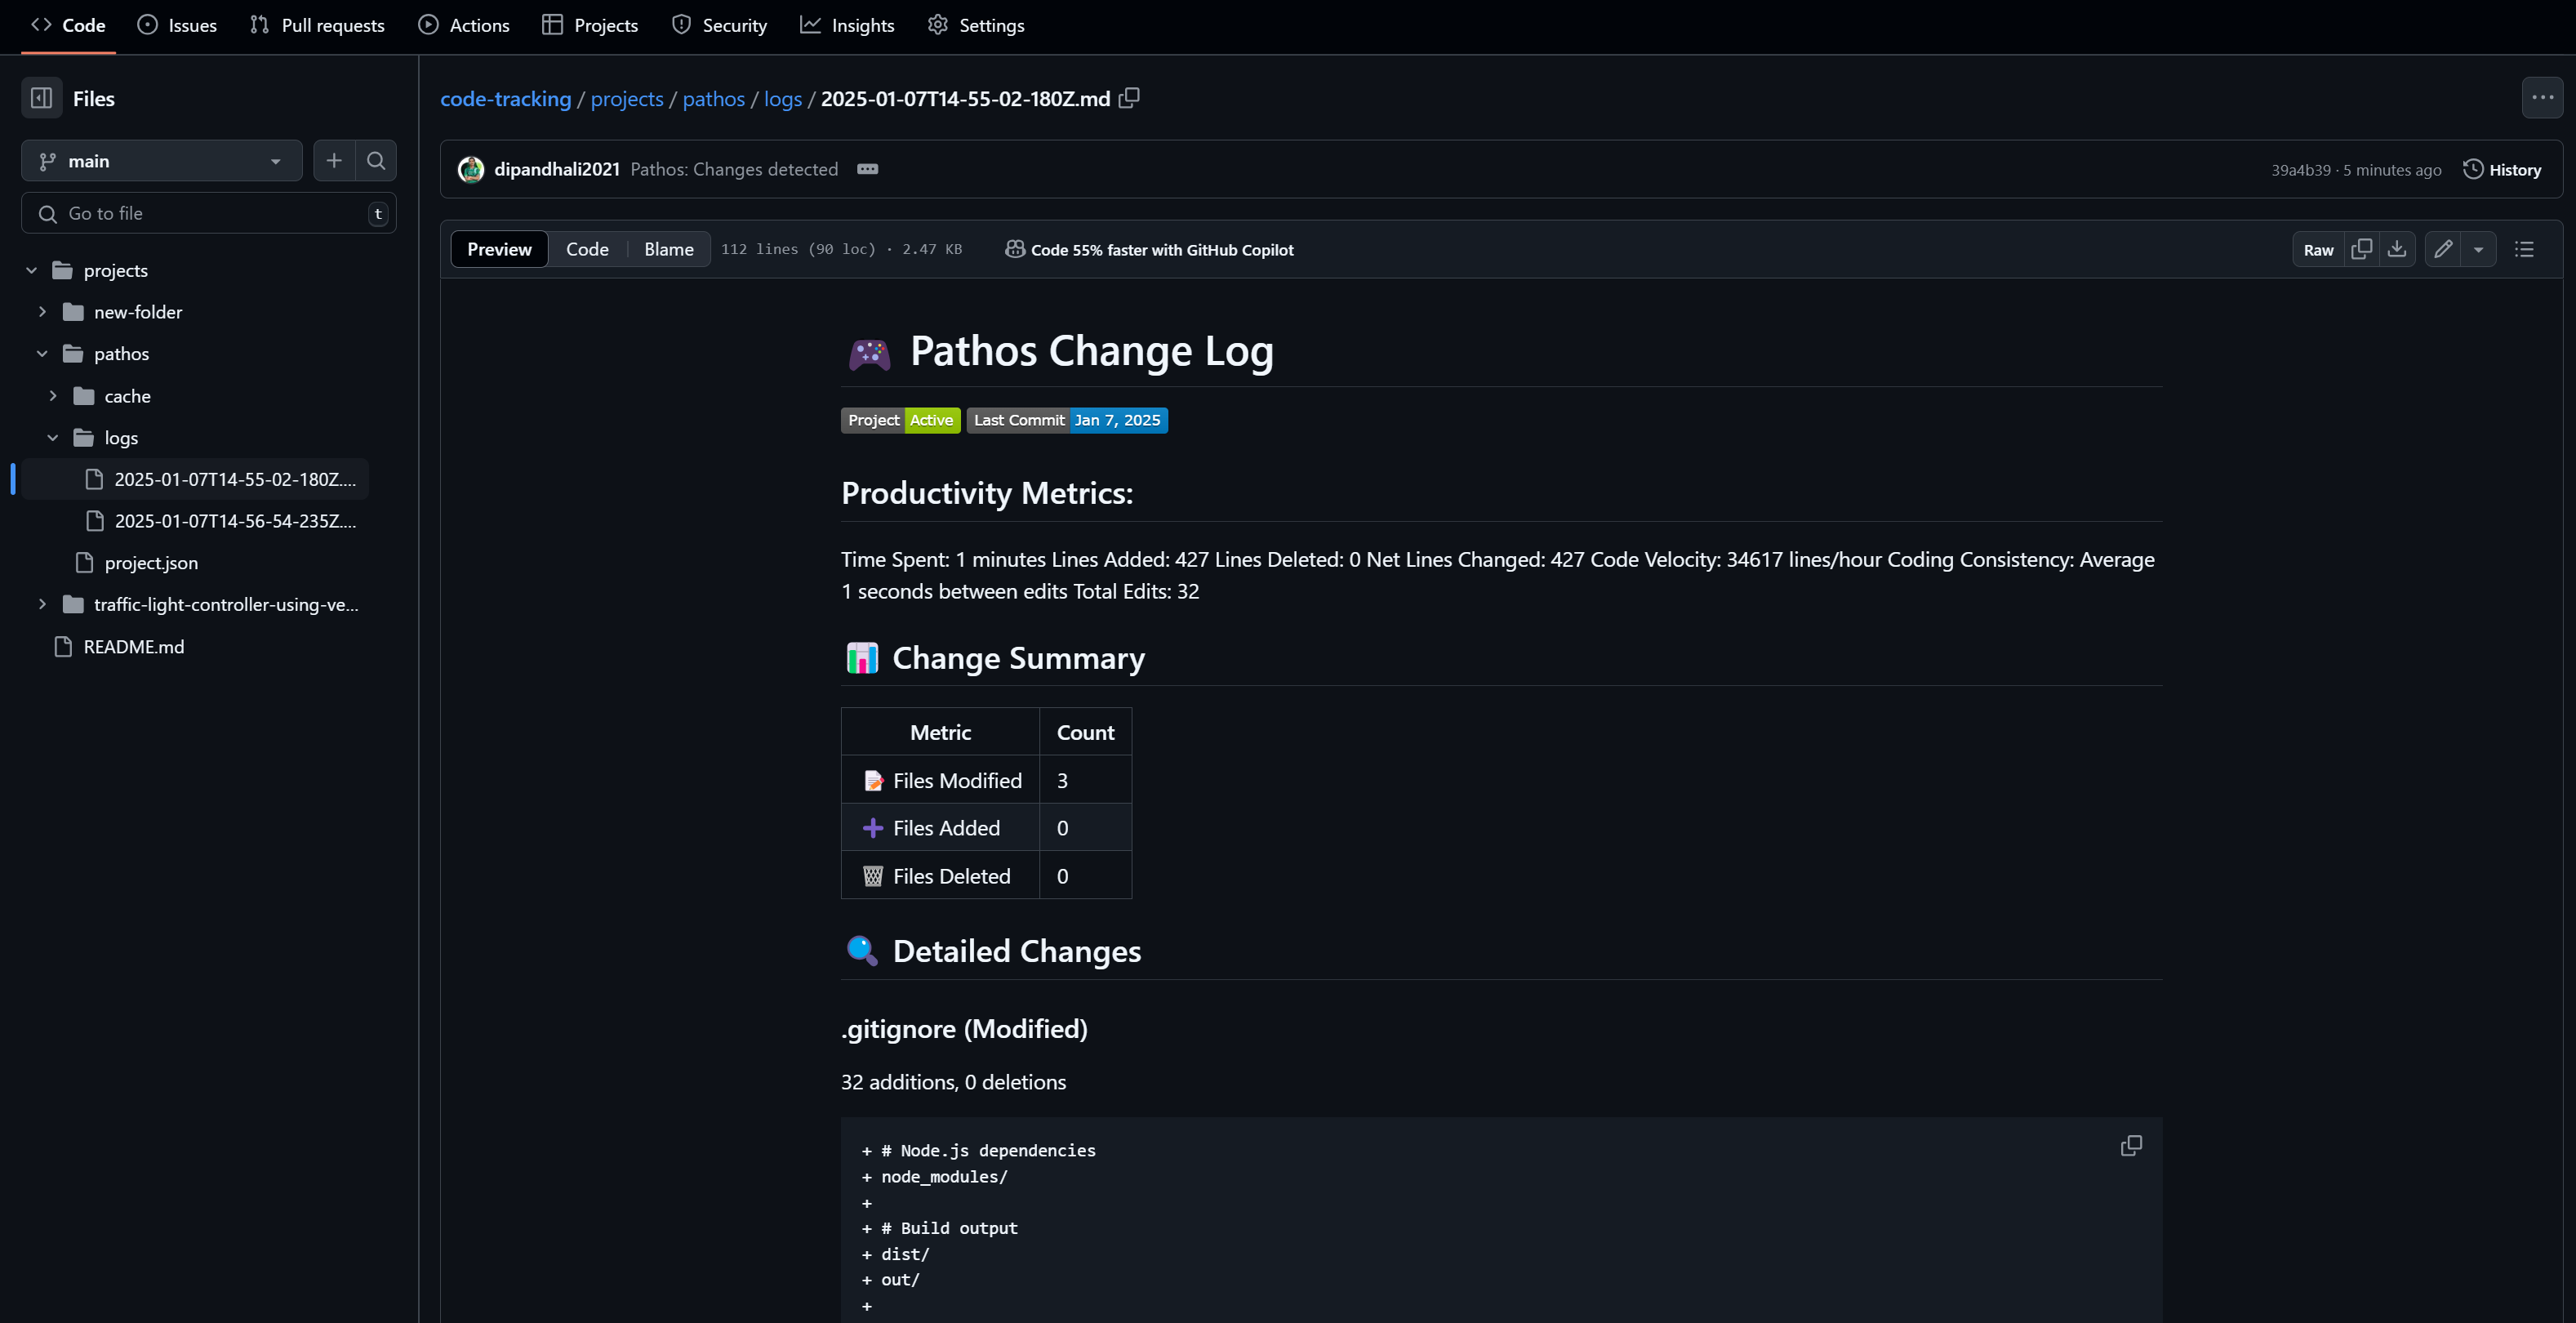 Code Issues Pull requests Actions Projects Security Insights Settings
Files
main
Go to file t
projects
new-folder
pathos
cache
logs
2025-01-07T14-55-02-180Z....
2025-01-07T14-56-54-235Z....
project.json
traffic-light-controller-using-ve...
README.md
code-tracking / projects / pathos / logs / 2025-01-07T14-55-02-180Z.md
dipandhali2021 Pathos: Changes detected
39a4b39 · 5 minutes ago History
Preview Code Blame 112 lines (90 loc) · 2.47 KB Code 55% faster with GitHub Copilot Raw
🎮 Pathos Change Log
Project Active Last Commit Jan 7, 2025
Productivity Metrics:
Time Spent: 1 minutes Lines Added: 427 Lines Deleted: 0 Net Lines Changed: 427 Code Velocity: 34617 lines/hour Coding Consistency: Average
1 seconds between edits Total Edits: 32
📊 Change Summary
Metric Count
📝 Files Modified 3
➕ Files Added 0
🗑️ Files Deleted 0
🔍 Detailed Changes
.gitignore (Modified)
32 additions, 0 deletions
+ # Node.js dependencies
+ node_modules/
+
+ # Build output
+ dist/
+ out/
+